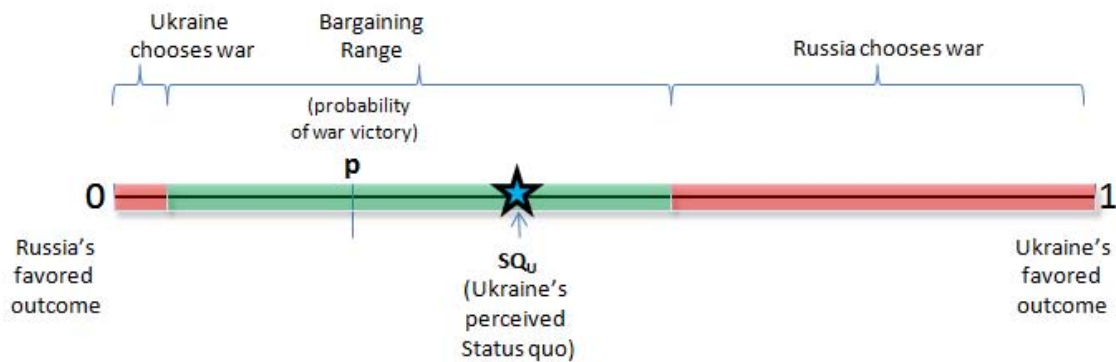 Ukraine
chooses war
Bargaining
Range
Russia chooses war
(probability
of war victory)
p
0
1
Russia's
favored
outcome
SQU
(Ukraine's
perceived
Status quo)
Ukraine's
favored
outcome